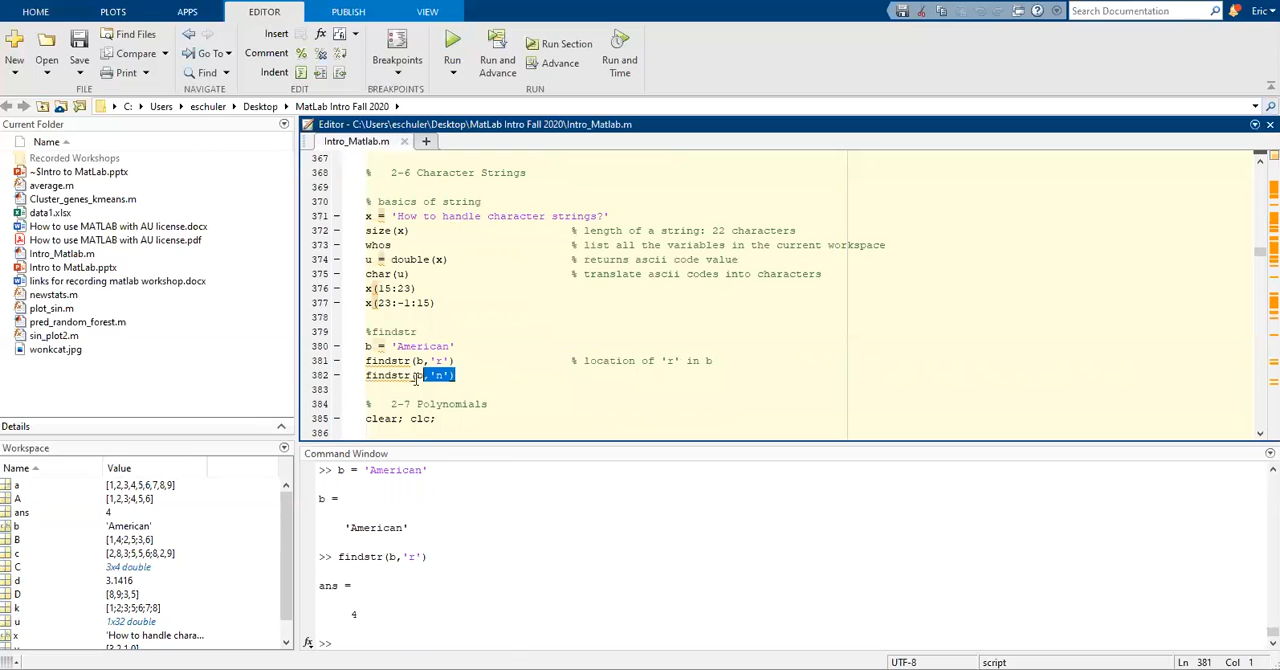 HOME PLOTS APPS EDITOR PUBLISH VIEW Search Documentation Eric
New Open Save Find Files Compare Print FILE
Go To Find NAVIGATE
Insert fx Comment % Indent EDIT
Breakpoints BREAKPOINTS
Run Run and Advance Run Section Advance Run and Time RUN
C: Users eschuler Desktop MatLab Intro Fall 2020
Current Folder
Name
Recorded Workshops
~$Intro to MatLab.pptx
average.m
Cluster_genes_kmeans.m
data1.xlsx
How to use MATLAB with AU license.docx
How to use MATLAB with AU license.pdf
Intro_Matlab.m
Intro to MatLab.pptx
links for recording matlab workshop.docx
newstats.m
plot_sin.m
pred_random_forest.m
sin_plot2.m
wonkcat.jpg
Details
Workspace
Name Value
a [1,2,3,4,5,6,7,8,9]
A [1,2,3;4,5,6]
ans 4
b 'American'
B [1,4;2,5;3,6]
c [2,8,3;5,5,6;8,2,9]
C 3x4 double
d 3.1416
D [8,9;3,5]
k [1;2;3;5;6;7;8]
u 1x32 double
x 'How to handle chara...
Editor - C:\Users\eschuler\Desktop\MatLab Intro Fall 2020\Intro_Matlab.m
Intro_Matlab.m
367
368 % 2-6 Character Strings
369
370 % basics of string
371 x = 'How to handle character strings?'
372 size(x) % length of a string: 22 characters
373 whos % list all the variables in the current workspace
374 u = double(x) % returns ascii code value
375 char(u) % translate ascii codes into characters
376 x(15:23)
377 x(23:-1:15)
378
379 %findstr
380 b = 'American'
381 findstr(b,'r') % location of 'r' in b
382 findstr(b,'n')
383
384 % 2-7 Polynomials
385 clear; clc;
386
Command Window
>> b = 'American'
b =
'American'
>> findstr(b,'r')
ans =
4
fx >>
UTF-8 script Ln 381 Col 1